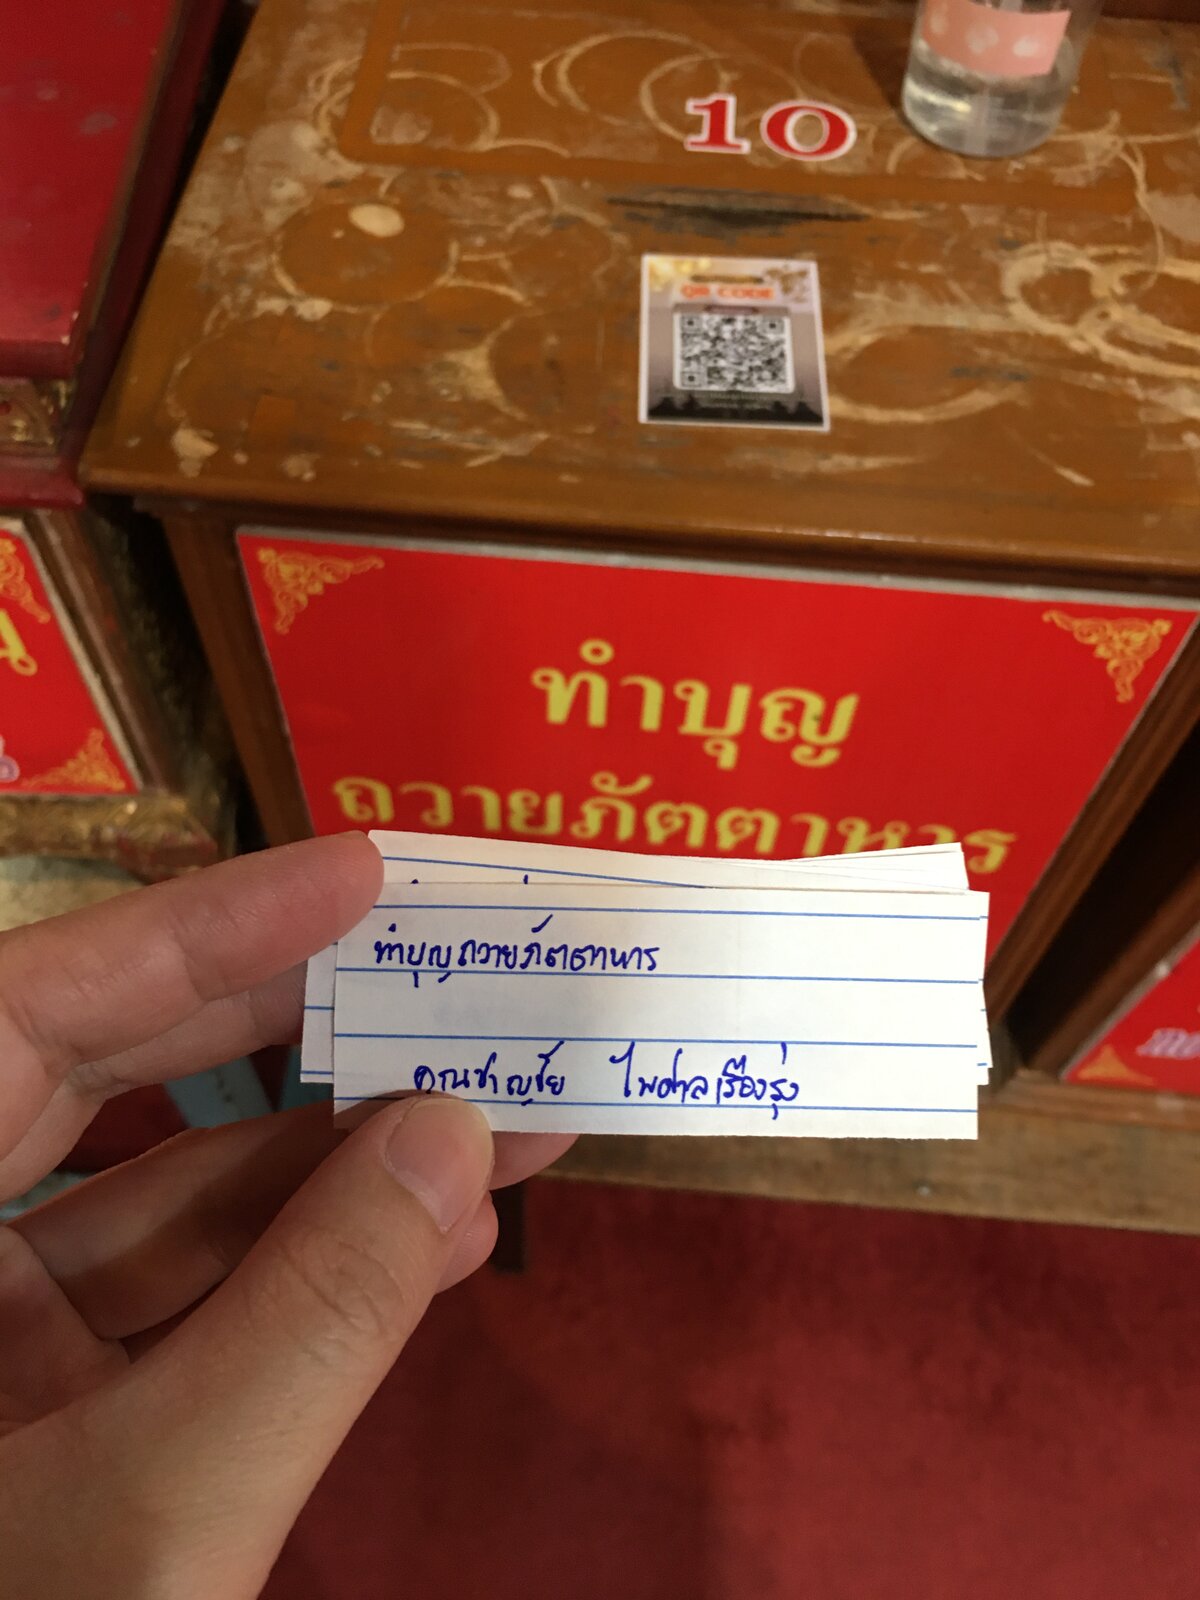 10
QR CODE
ทำบุญ
ถวายภัตตาหาร
ทำบุญถวายภัตตาหาร
คุณชาญชัย ไพศาลเรืองรุ่ง